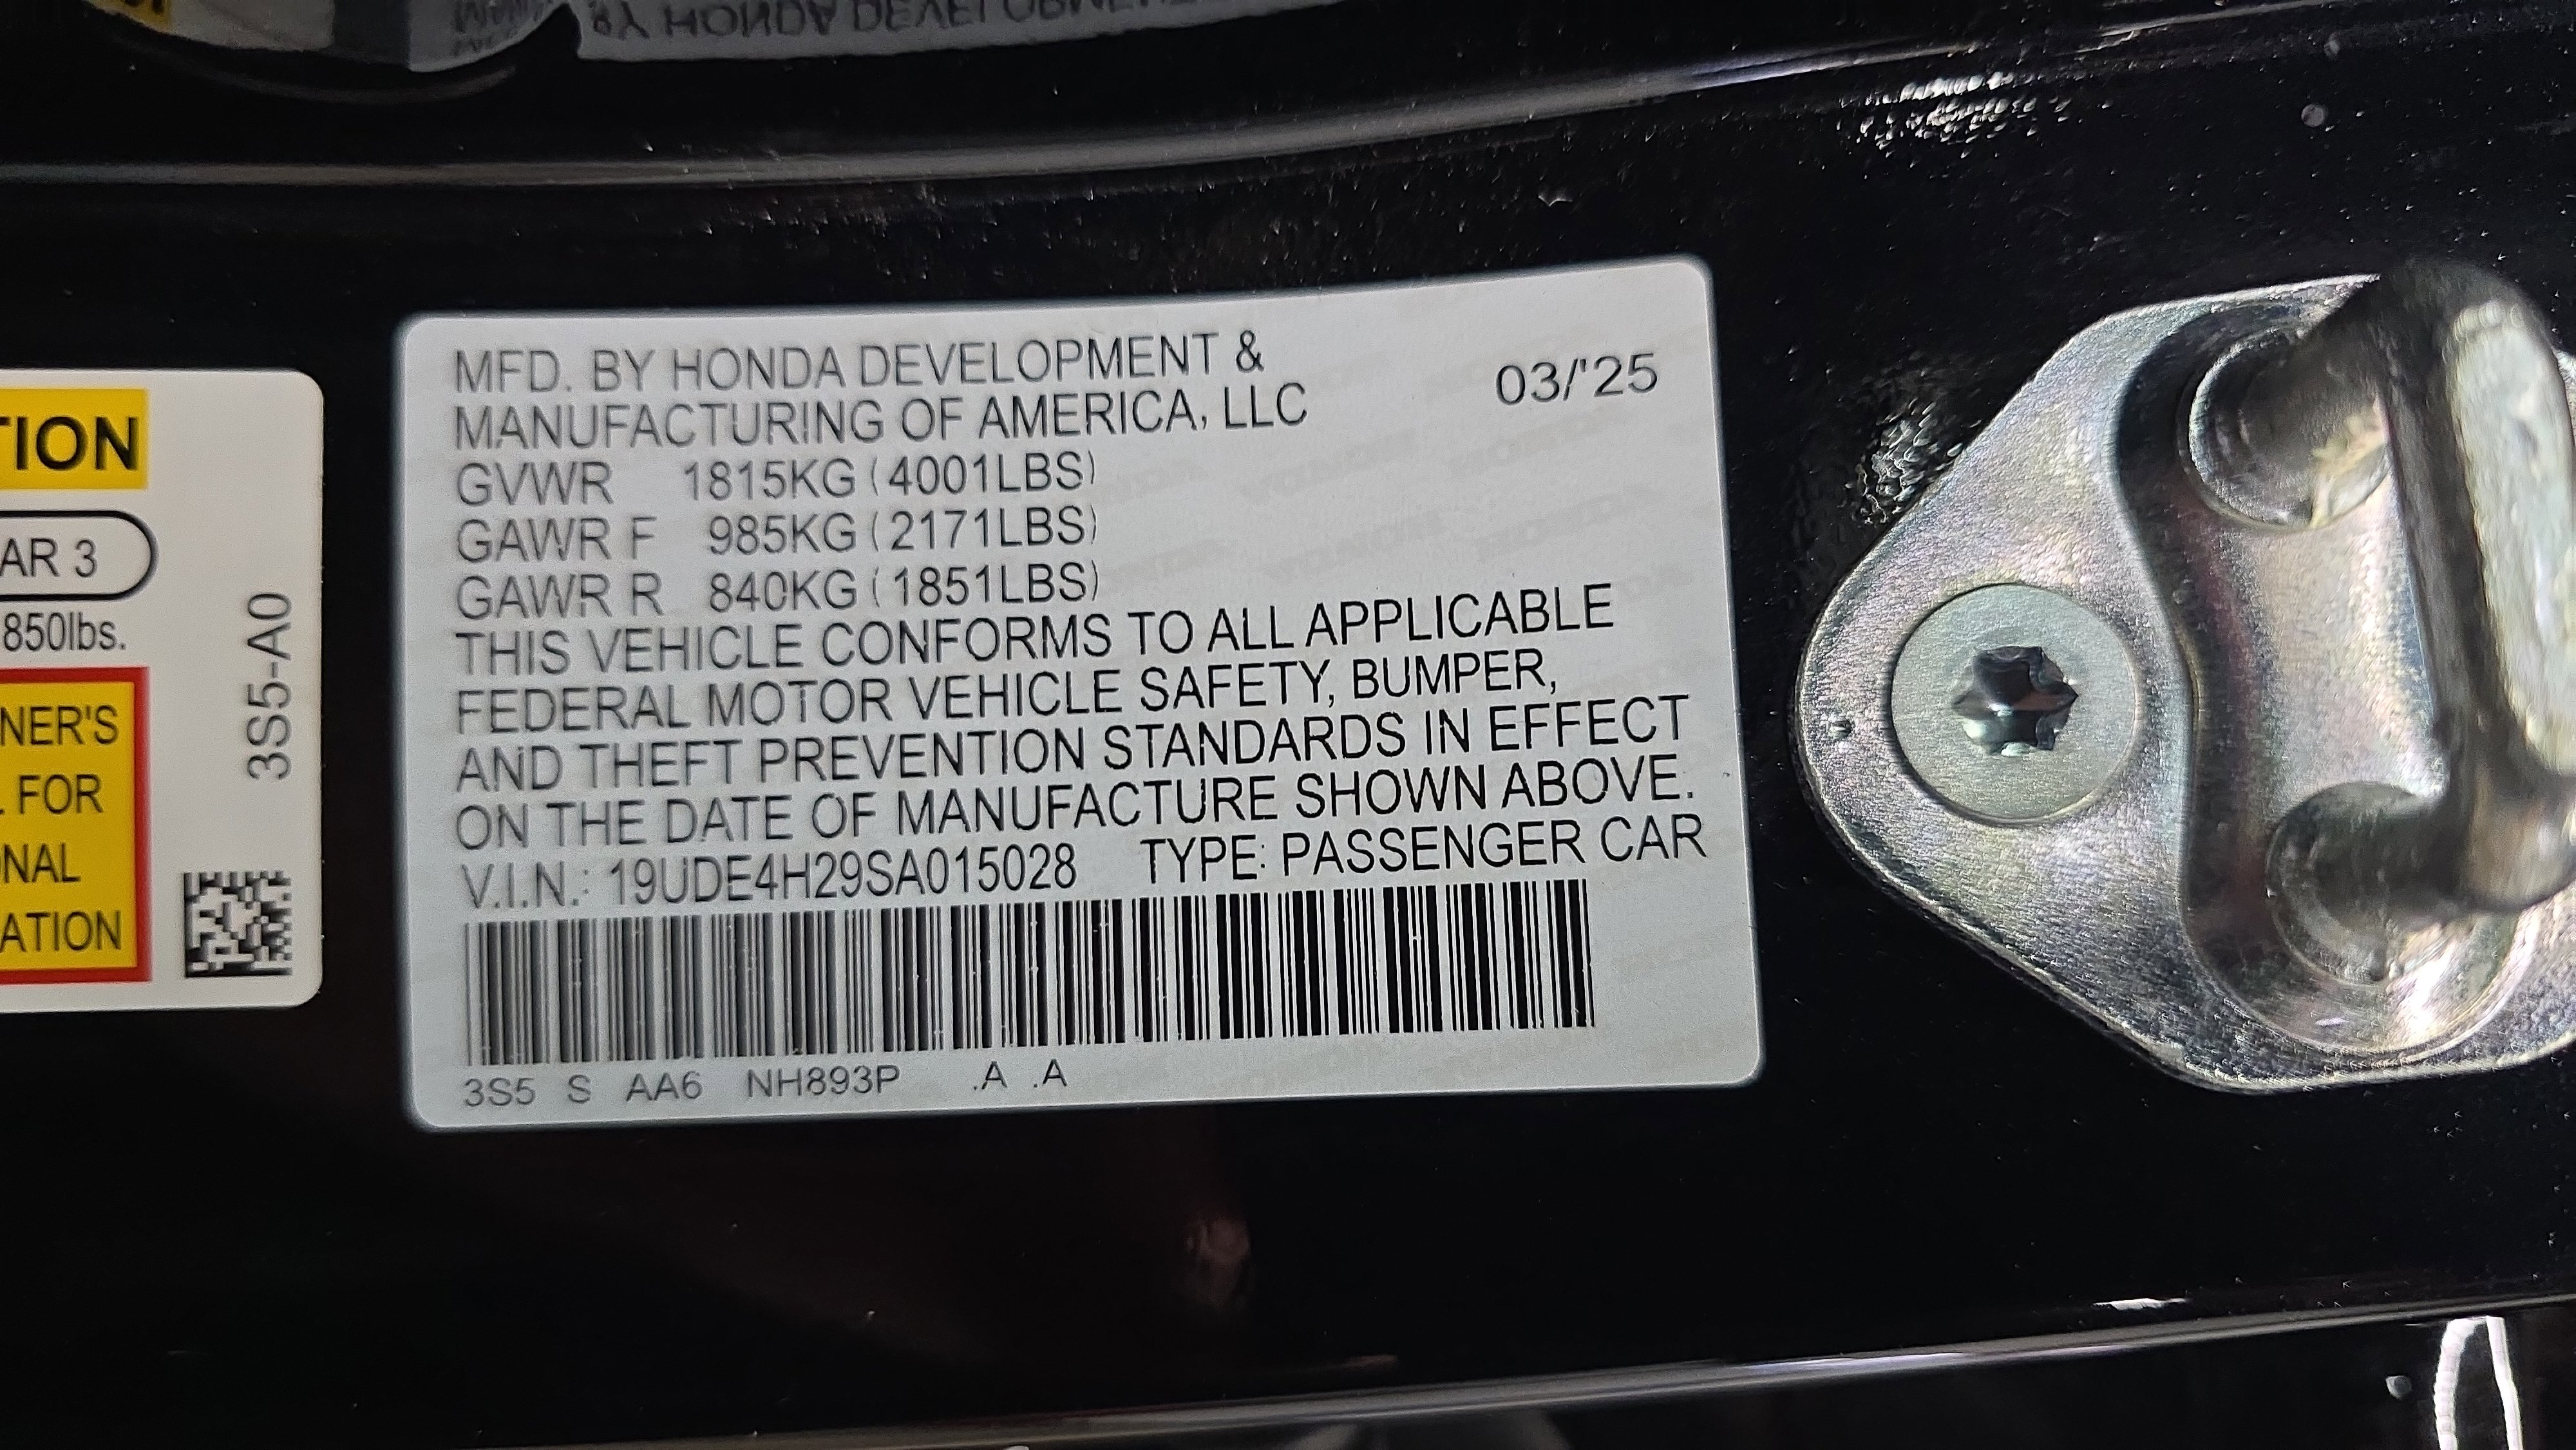 TION
AR 3
850lbs.
NER'S
FOR
NAL
ATION
3S5-A0
MFD. BY HONDA DEVELOPMENT &
MANUFACTURING OF AMERICA, LLC
03/'25
GVWR 1815KG (4001LBS)
GAWR F 985KG (2171LBS)
GAWR R 840KG (1851LBS)
THIS VEHICLE CONFORMS TO ALL APPLICABLE
FEDERAL MOTOR VEHICLE SAFETY, BUMPER,
AND THEFT PREVENTION STANDARDS IN EFFECT
ON THE DATE OF MANUFACTURE SHOWN ABOVE.
V.I.N.: 19UDE4H29SA015028 TYPE: PASSENGER CAR
3S5 S AA6 NH893P .A .A